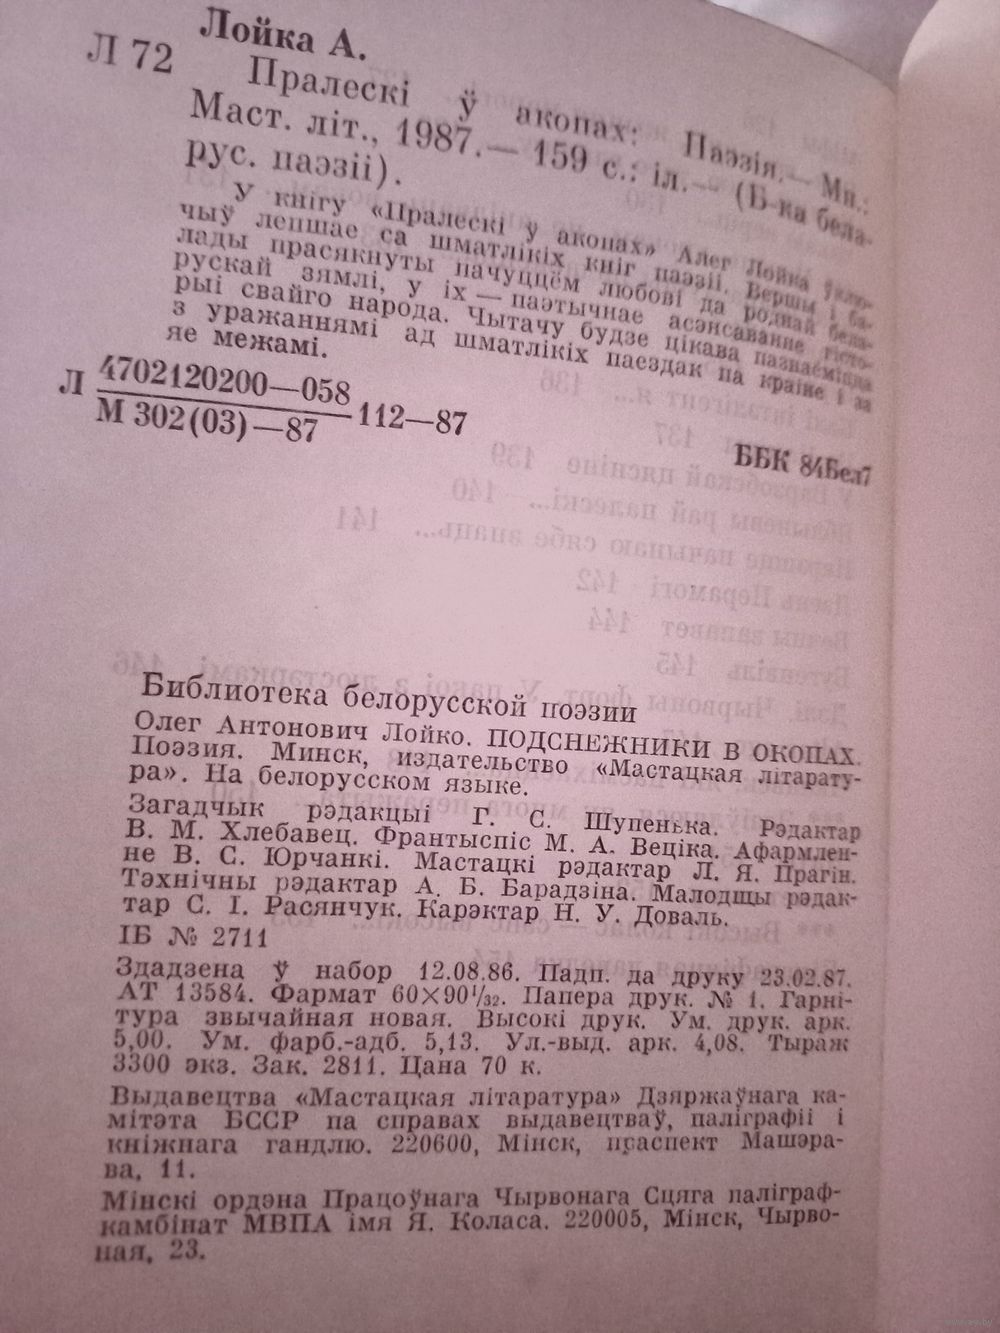 Лойка А.
Л 72 Пралескі ў акопах: Паэзія.— Мн.:
Маст. літ., 1987.— 159 с.: іл.— (Б-ка бела-
рус. паэзіі).
У кнігу «Пралескі ў акопах» Алег Лойка ўклю-
чыў лепшае са шматлікіх кніг паэзіі. Вершы і ба-
лады прасякнуты пачуццём любові да роднай бела-
рускай зямлі, у іх — паэтычнае асэнсаванне гісто-
рыі свайго народа. Чытачу будзе цікава пазнаёміцца
з уражаннямі ад шматлікіх паездак па краіне і за
яе межамі.
Л 4702120200—058
М 302(03)—87 112—87
ББК 84Бел7
Библиотека белорусской поэзии
Олег Антонович Лойко. ПОДСНЕЖНИКИ В ОКОПАХ.
Поэзия. Минск, издательство «Мастацкая літарату-
ра». На белорусском языке.
Загадчык рэдакцыі Г. С. Шупенька. Рэдактар
В. М. Хлебавец. Франтыспіс М. А. Веціка. Афармлен-
не В. С. Юрчанкі. Мастацкі рэдактар Л. Я. Прагін.
Тэхнічны рэдактар А. Б. Барадзіна. Малодшы рэдак-
тар С. І. Расянчук. Карэктар Н. У. Доваль.
ІБ № 2711
Здадзена ў набор 12.08.86. Падп. да друку 23.02.87.
АТ 13584. Фармат 60×90¹/₃₂. Папера друк. № 1. Гарні-
тура звычайная новая. Высокі друк. Ум. друк. арк.
5,00. Ум. фарб.-адб. 5,13. Ул.-выд. арк. 4,08. Тыраж
3300 экз. Зак. 2811. Цана 70 к.
Выдавецтва «Мастацкая літаратура» Дзяржаўнага ка-
мітэта БССР па справах выдавецтваў, паліграфіі і
кніжнага гандлю. 220600, Мінск, праспект Машэра-
ва, 11.
Мінскі ордэна Працоўнага Чырвонага Сцяга паліграф-
камбінат МВПА імя Я. Коласа. 220005, Мінск, Чырво-
ная, 23.